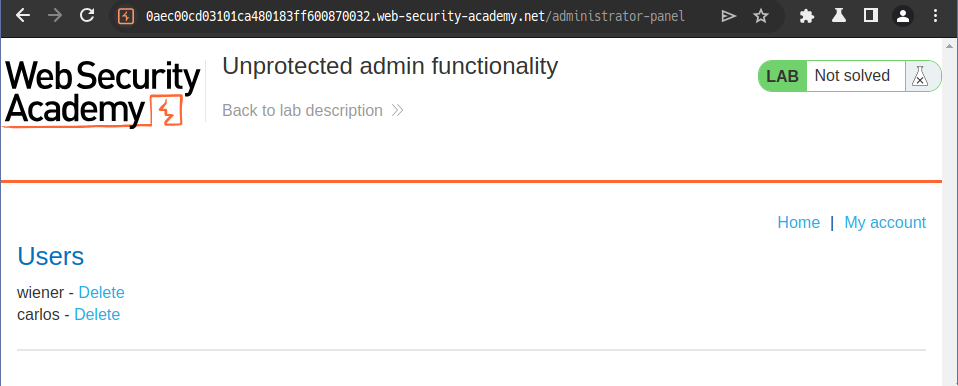 0aec00cd03101ca480183ff600870032.web-security-academy.net/administrator-panel
Web Security
Academy
Unprotected admin functionality
Back to lab description
LAB Not solved
Home | My account
Users
wiener - Delete
carlos - Delete